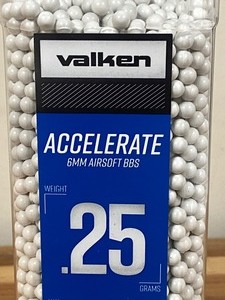 valken
ACCELERATE
6MM AIRSOFT BBS
WEIGHT
.25
GRAMS